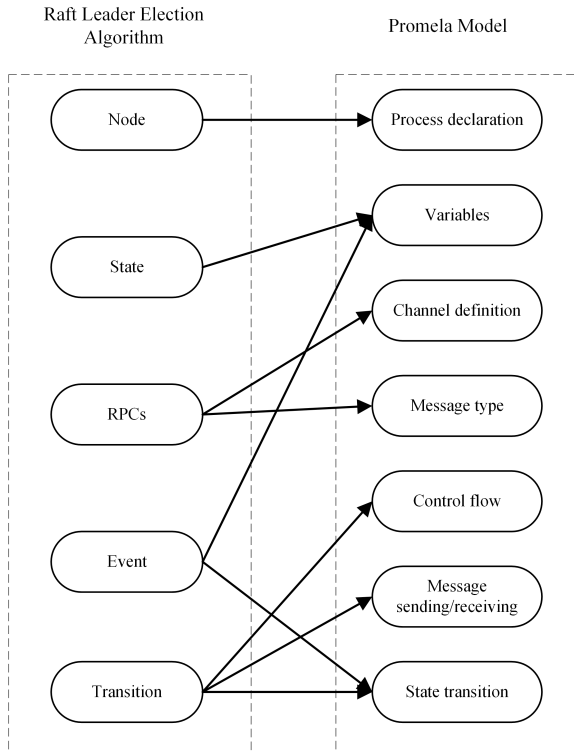 Raft Leader Election
Algorithm
Promela Model
Node
Process declaration
Variables
State
Channel definition
RPCs
Message type
Control flow
Event
Message
sending/receiving
Transition
State transition